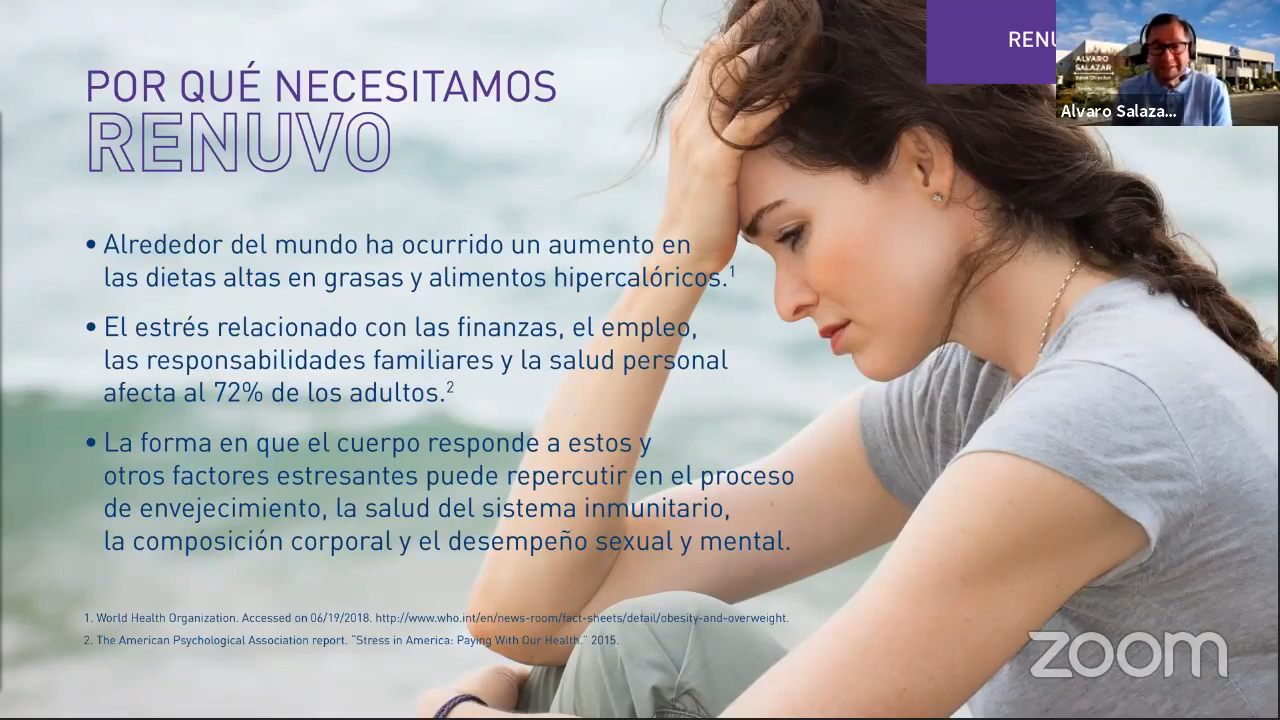 POR QUÉ NECESITAMOS
RENUVO
• Alrededor del mundo ha ocurrido un aumento en
las dietas altas en grasas y alimentos hipercalóricos.¹
• El estrés relacionado con las finanzas, el empleo,
las responsabilidades familiares y la salud personal
afecta al 72% de los adultos.²
• La forma en que el cuerpo responde a estos y
otros factores estresantes puede repercutir en el proceso
de envejecimiento, la salud del sistema inmunitario,
la composición corporal y el desempeño sexual y mental.
1. World Health Organization. Accessed on 06/19/2018. http://www.who.int/en/news-room/fact-sheets/detail/obesity-and-overweight.
2. The American Psychological Association report. "Stress in America: Paying With Our Health." 2015.
RENU
ALVARO
SALAZAR
Alvaro Salaza...
zoom